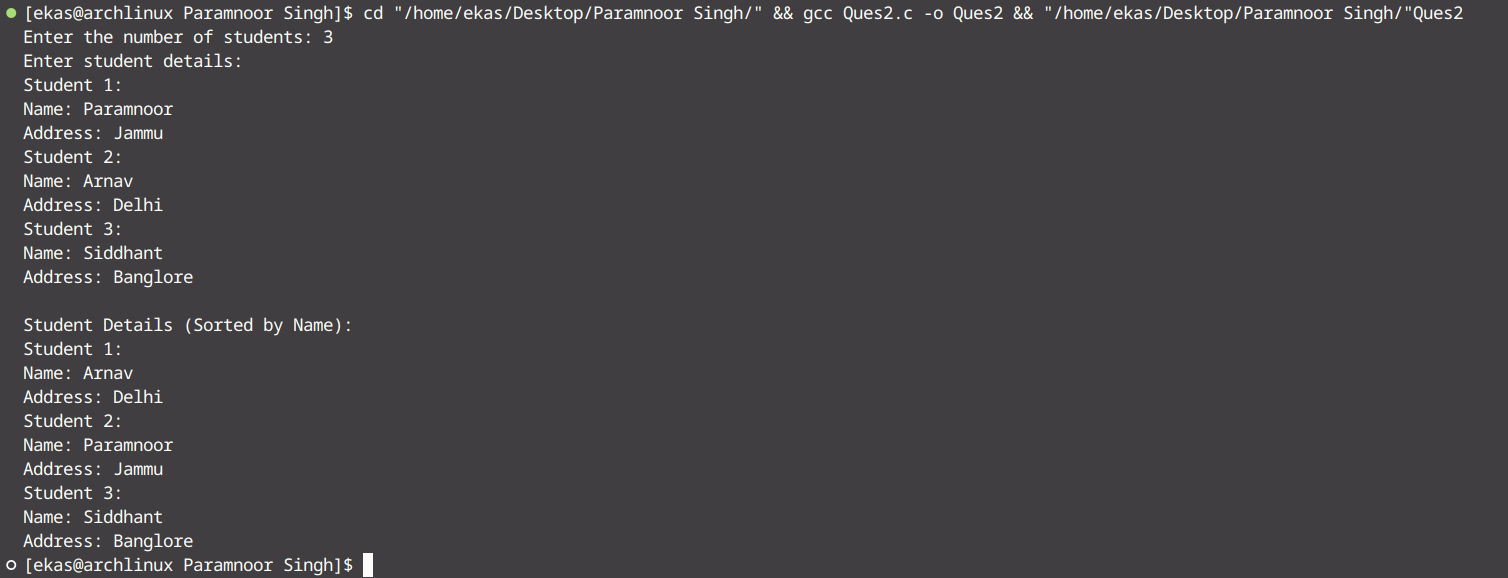 [ekas@archlinux Paramnoor Singh]$ cd "/home/ekas/Desktop/Paramnoor Singh/" && gcc Ques2.c -o Ques2 && "/home/ekas/Desktop/Paramnoor Singh/"Ques2
Enter the number of students: 3
Enter student details:
Student 1:
Name: Paramnoor
Address: Jammu
Student 2:
Name: Arnav
Address: Delhi
Student 3:
Name: Siddhant
Address: Banglore

Student Details (Sorted by Name):
Student 1:
Name: Arnav
Address: Delhi
Student 2:
Name: Paramnoor
Address: Jammu
Student 3:
Name: Siddhant
Address: Banglore
[ekas@archlinux Paramnoor Singh]$